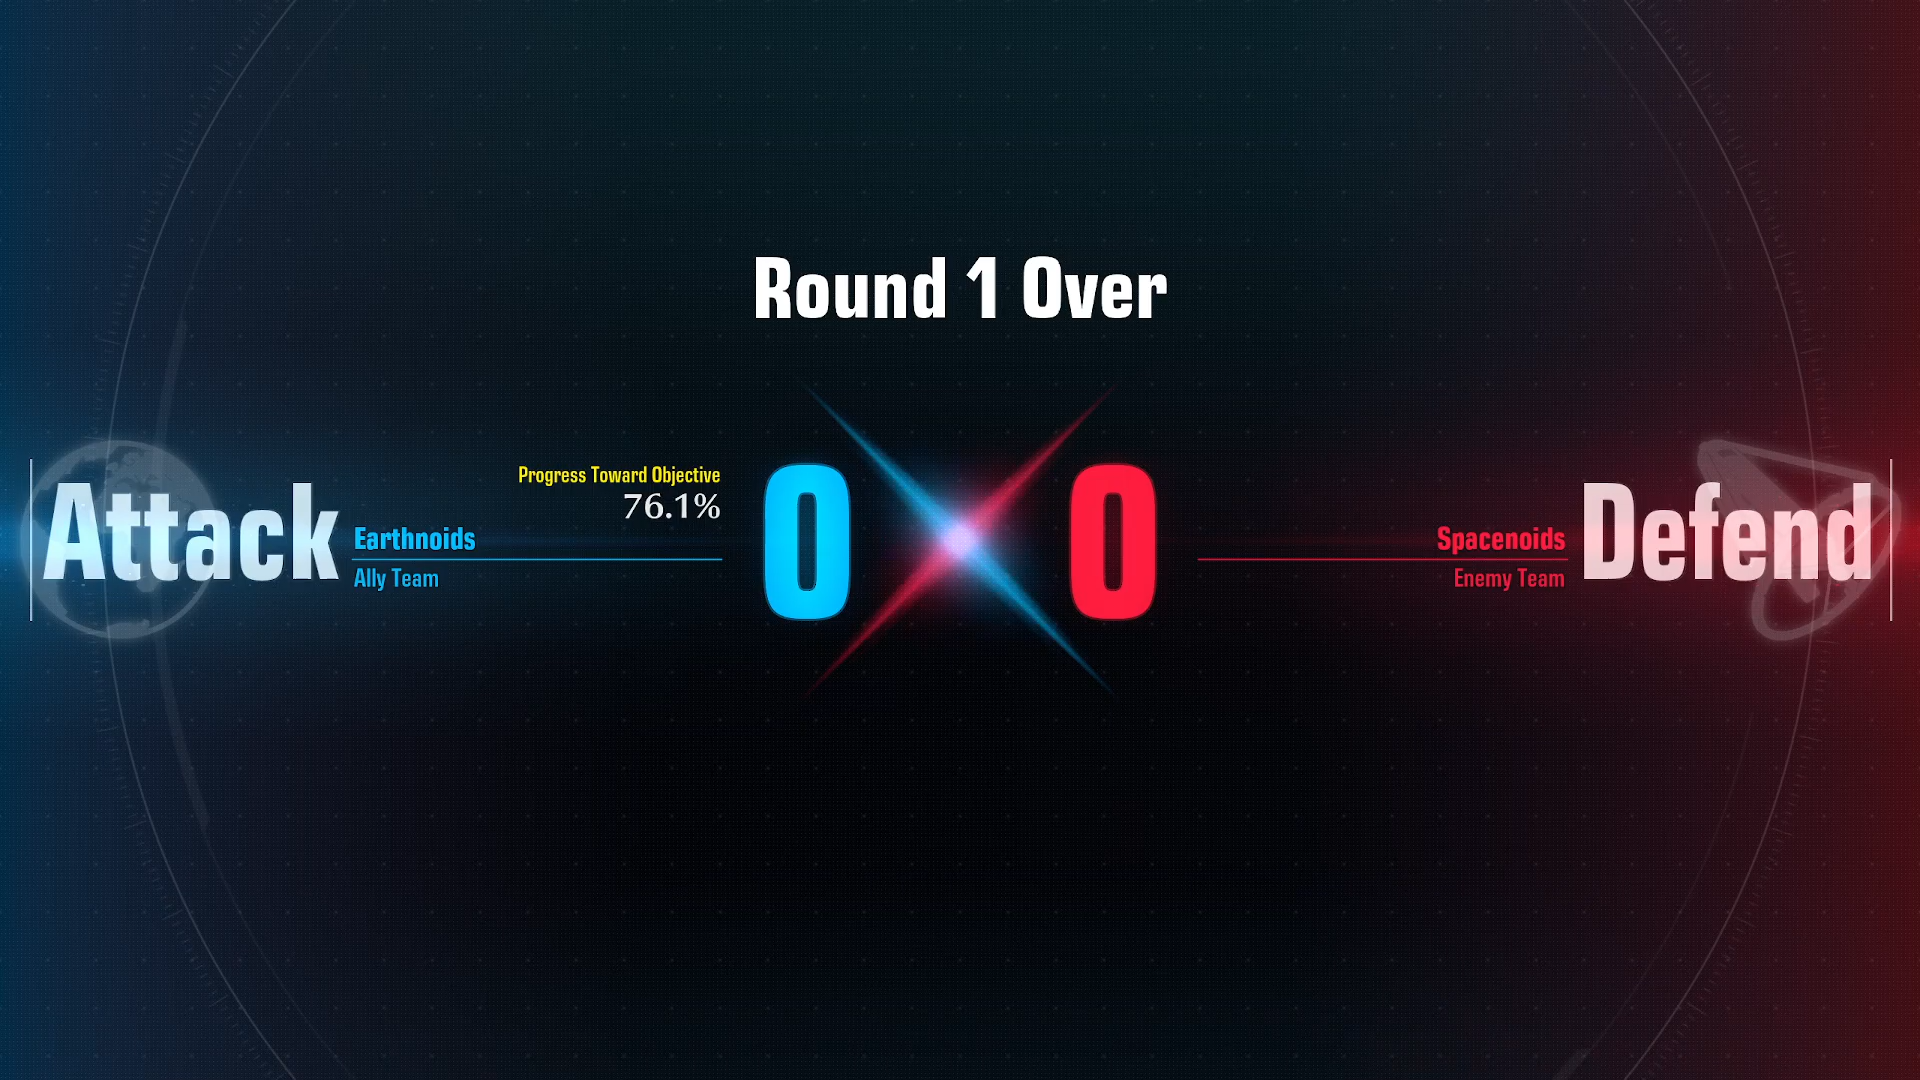 Round 1 Over
Attack
Earthnoids
Ally Team
Progress Toward Objective
76.1%
0
0
Spacenoids
Enemy Team
Defend